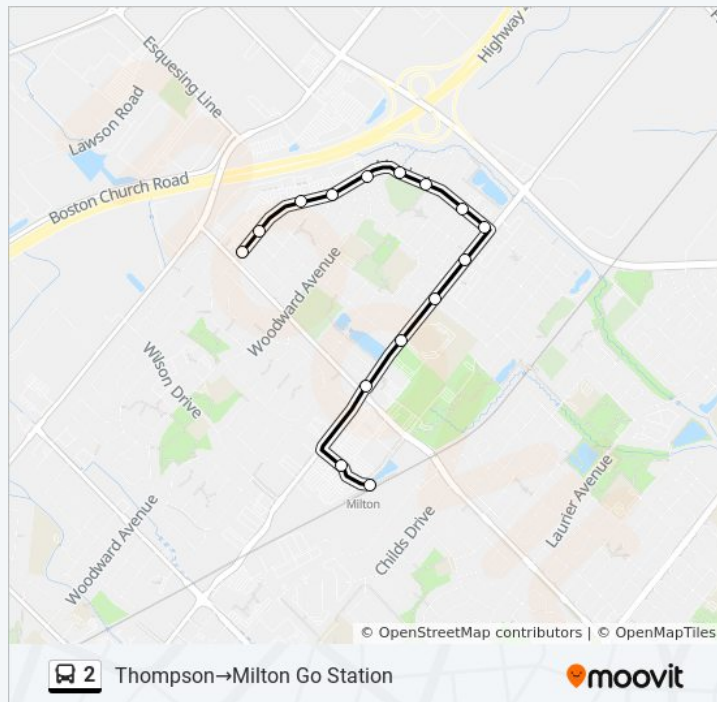 Esquesing Line
Highway
Lawson Road
Boston Church Road
Woodward Avenue
Wilson Drive
Laurier Avenue
Milton
Woodward Avenue
Childs Drive
© OpenStreetMap contributors | © OpenMapTiles
2 Thompson→Milton Go Station
moovit